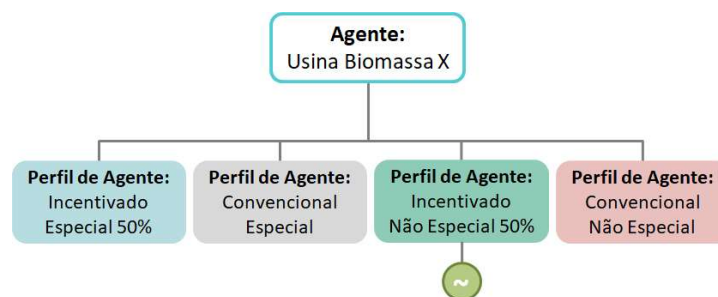 Agente:
Usina Biomassa X
Perfil de Agente:
Incentivado
Especial 50%
Perfil de Agente:
Convencional
Especial
Perfil de Agente:
Incentivado
Não Especial 50%
Perfil de Agente:
Convencional
Não Especial
~